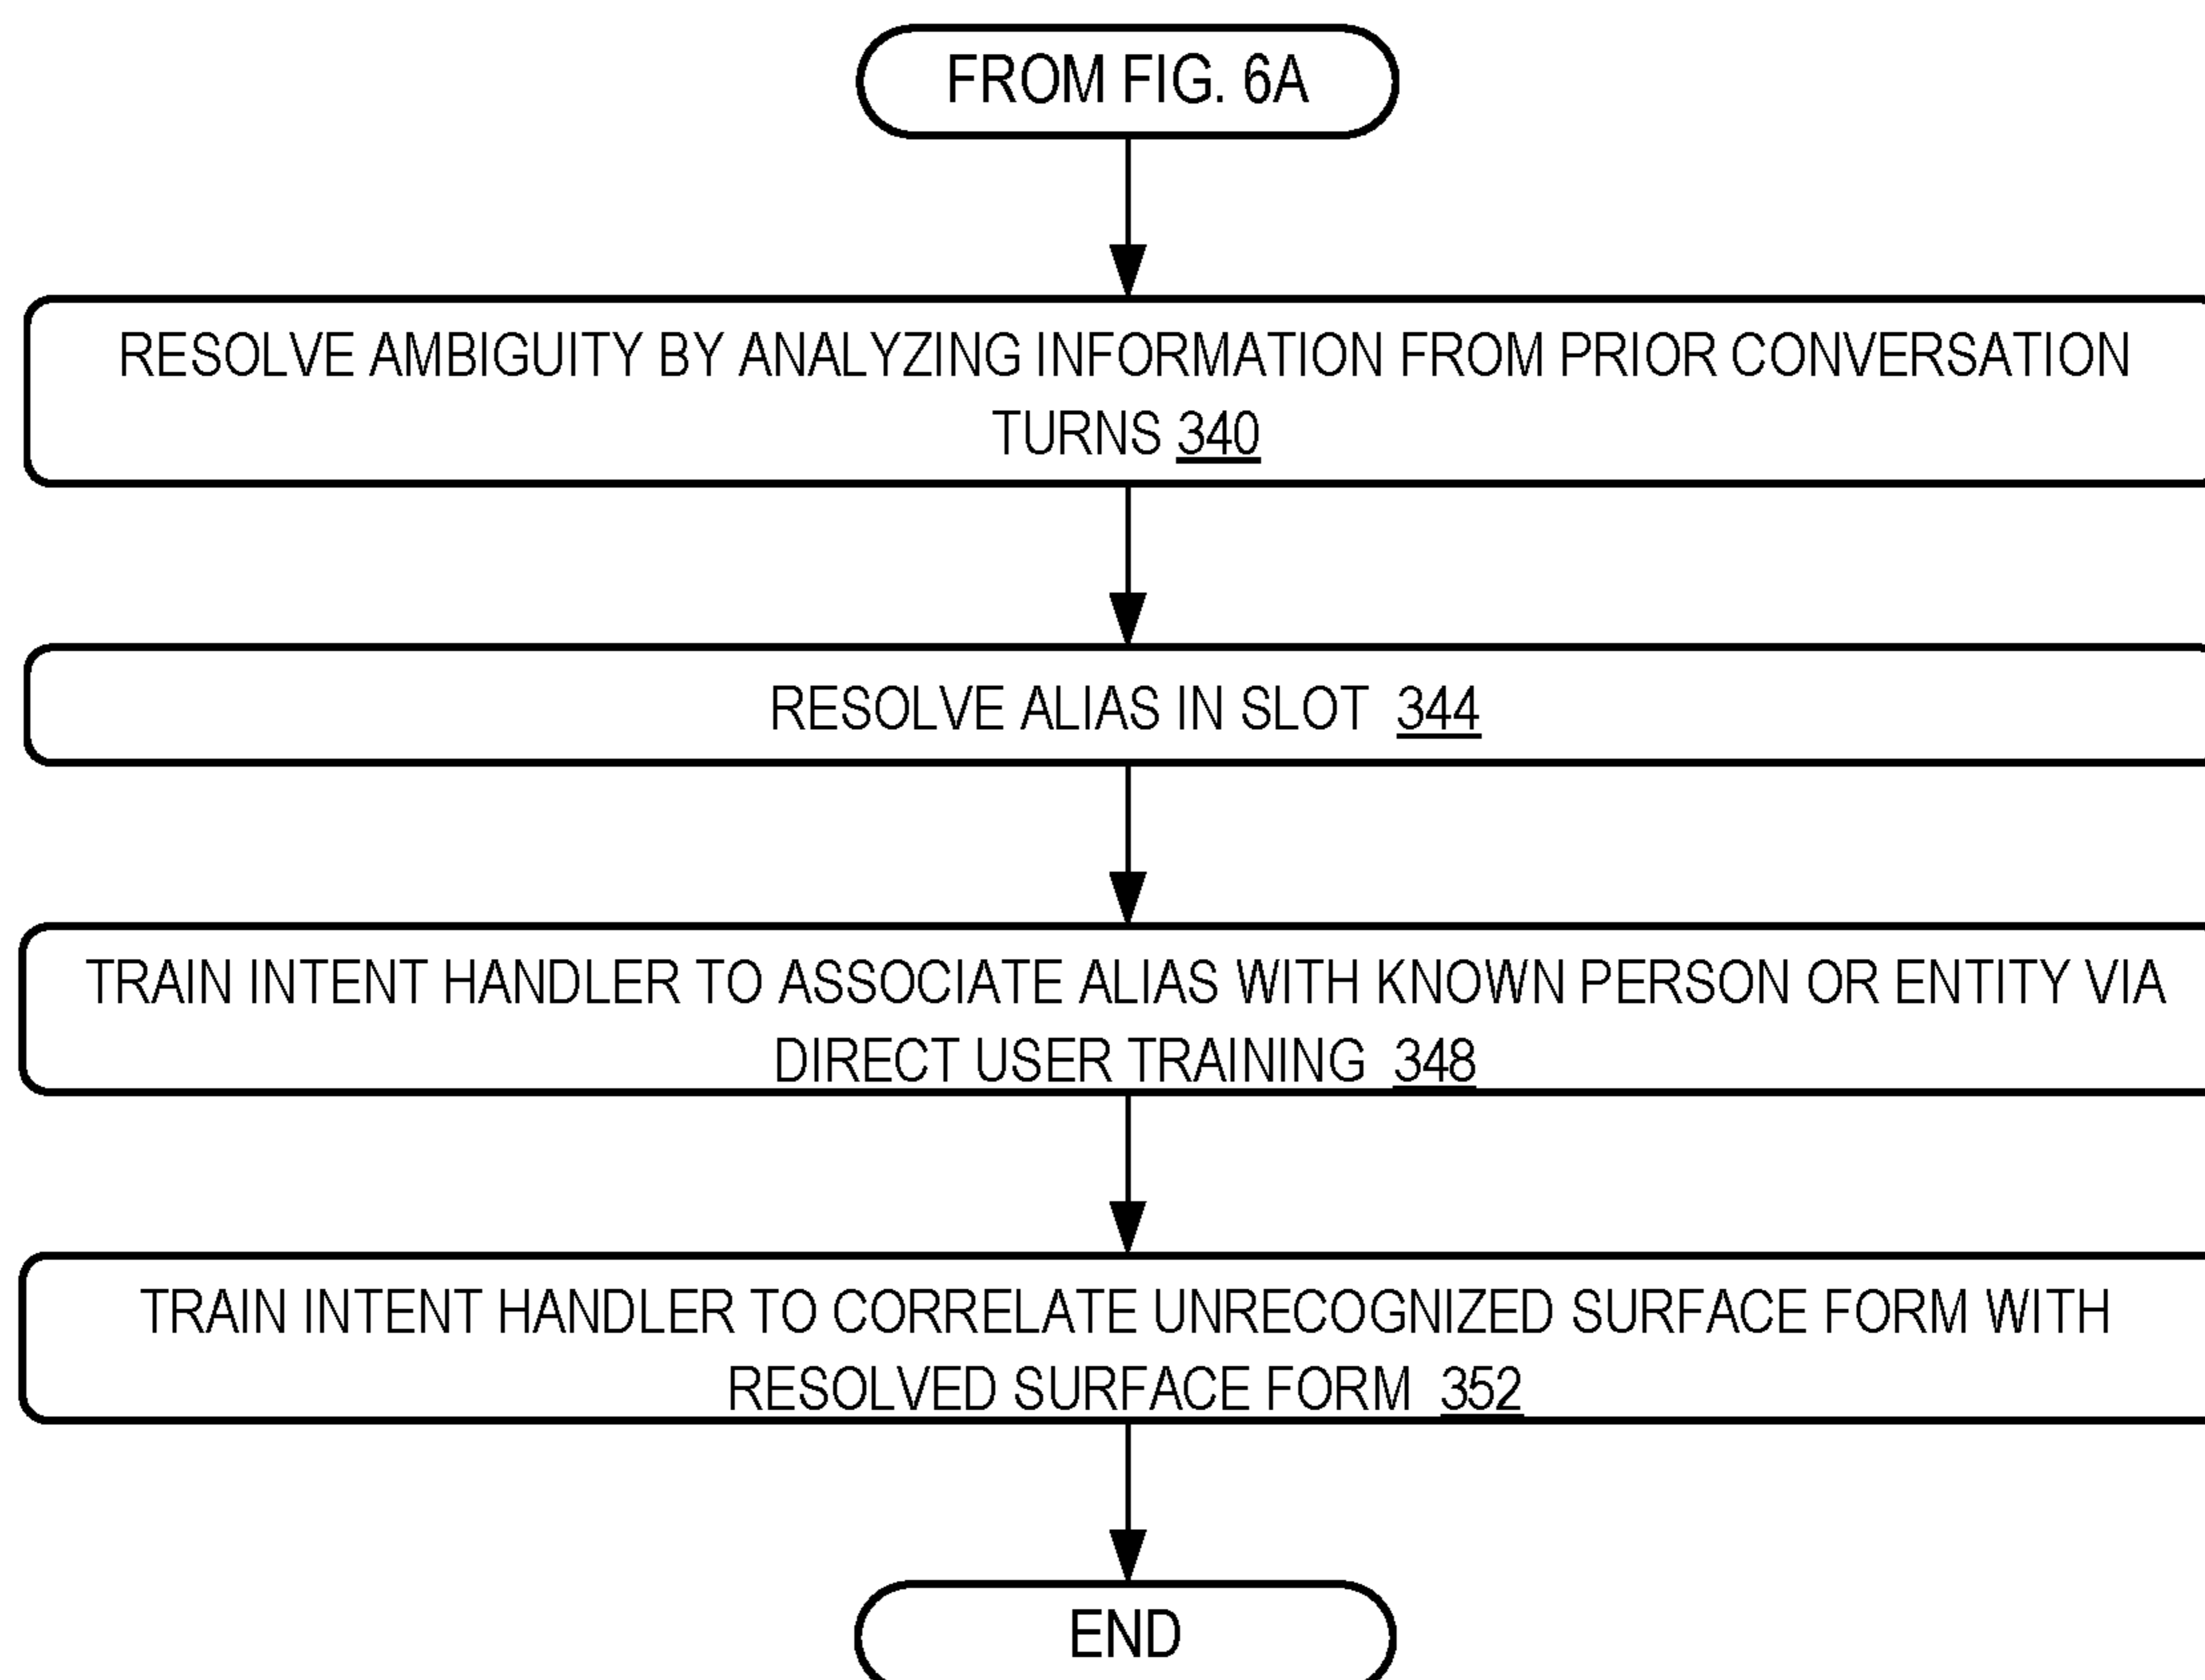 FROM FIG. 6A
RESOLVE AMBIGUITY BY ANALYZING INFORMATION FROM PRIOR CONVERSATION
TURNS 340
RESOLVE ALIAS IN SLOT 344
TRAIN INTENT HANDLER TO ASSOCIATE ALIAS WITH KNOWN PERSON OR ENTITY VIA
DIRECT USER TRAINING 348
TRAIN INTENT HANDLER TO CORRELATE UNRECOGNIZED SURFACE FORM WITH
RESOLVED SURFACE FORM 352
END